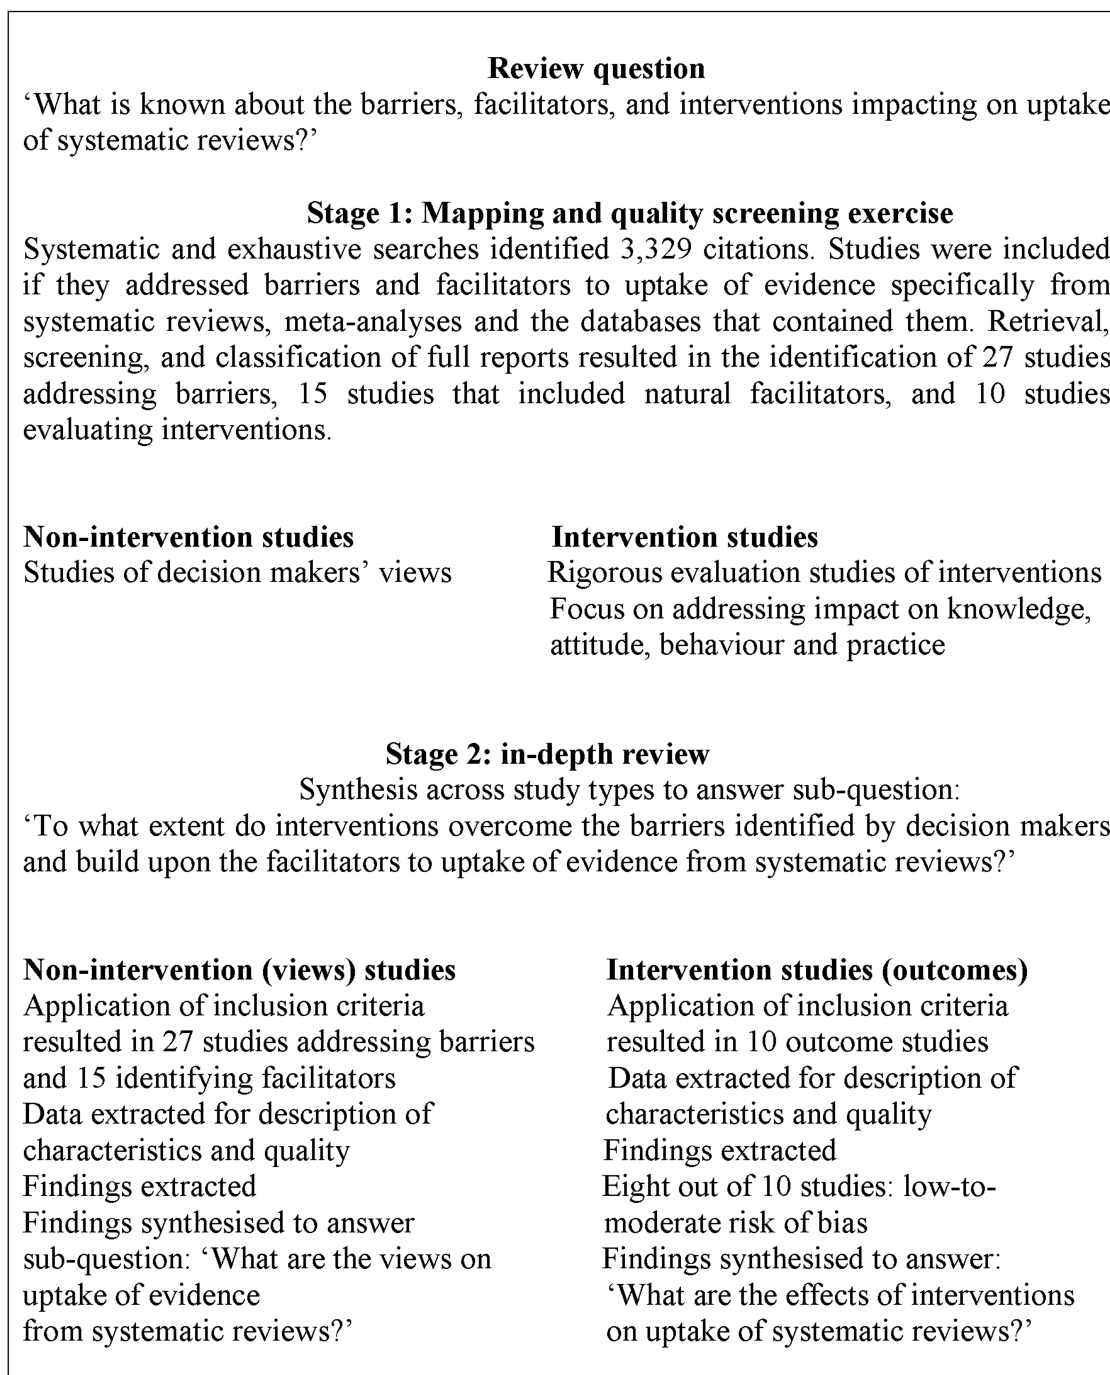 Review question
‘What is known about the barriers, facilitators, and interventions impacting on uptake
of systematic reviews?’
Stage 1: Mapping and quality screening exercise
Systematic and exhaustive searches identified 3,329 citations. Studies were included
if they addressed barriers and facilitators to uptake of evidence specifically from
systematic reviews, meta-analyses and the databases that contained them. Retrieval,
screening, and classification of full reports resulted in the identification of 27 studies
addressing barriers, 15 studies that included natural facilitators, and 10 studies
evaluating interventions.
Non-intervention studies
Studies of decision makers’ views
Intervention studies
Rigorous evaluation studies of interventions
Focus on addressing impact on knowledge,
attitude, behaviour and practice
Stage 2: in-depth review
Synthesis across study types to answer sub-question:
‘To what extent do interventions overcome the barriers identified by decision makers
and build upon the facilitators to uptake of evidence from systematic reviews?’
Non-intervention (views) studies
Application of inclusion criteria
resulted in 27 studies addressing barriers
and 15 identifying facilitators
Data extracted for description of
characteristics and quality
Findings extracted
Findings synthesised to answer
sub-question: ‘What are the views on
uptake of evidence
from systematic reviews?’
Intervention studies (outcomes)
Application of inclusion criteria
resulted in 10 outcome studies
Data extracted for description of
characteristics and quality
Findings extracted
Eight out of 10 studies: low-to-
moderate risk of bias
Findings synthesised to answer:
‘What are the effects of interventions
on uptake of systematic reviews?’